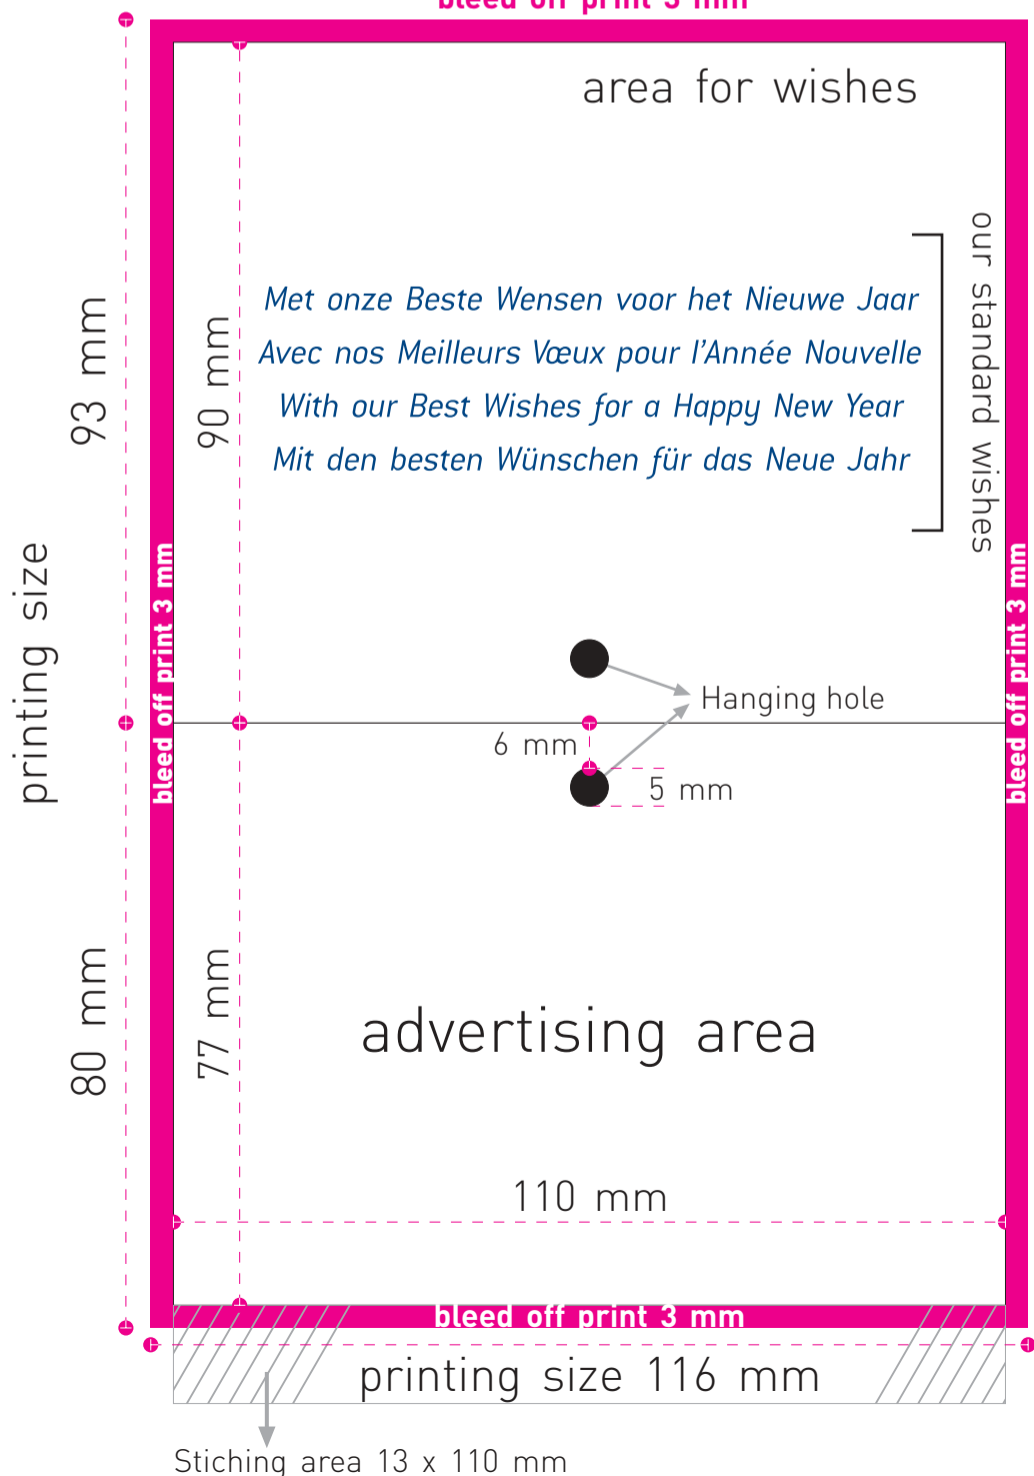 bleed off print 3 mm
area for wishes
our standard wishes
Met onze Beste Wensen voor het Nieuwe Jaar
Avec nos Meilleurs Vœux pour l'Année Nouvelle
With our Best Wishes for a Happy New Year
Mit den besten Wünschen für das Neue Jahr
93 mm
90 mm
printing size
bleed off print 3 mm
bleed off print 3 mm
Hanging hole
6 mm
5 mm
80 mm
77 mm
advertising area
110 mm
bleed off print 3 mm
printing size 116 mm
Stiching area 13 x 110 mm